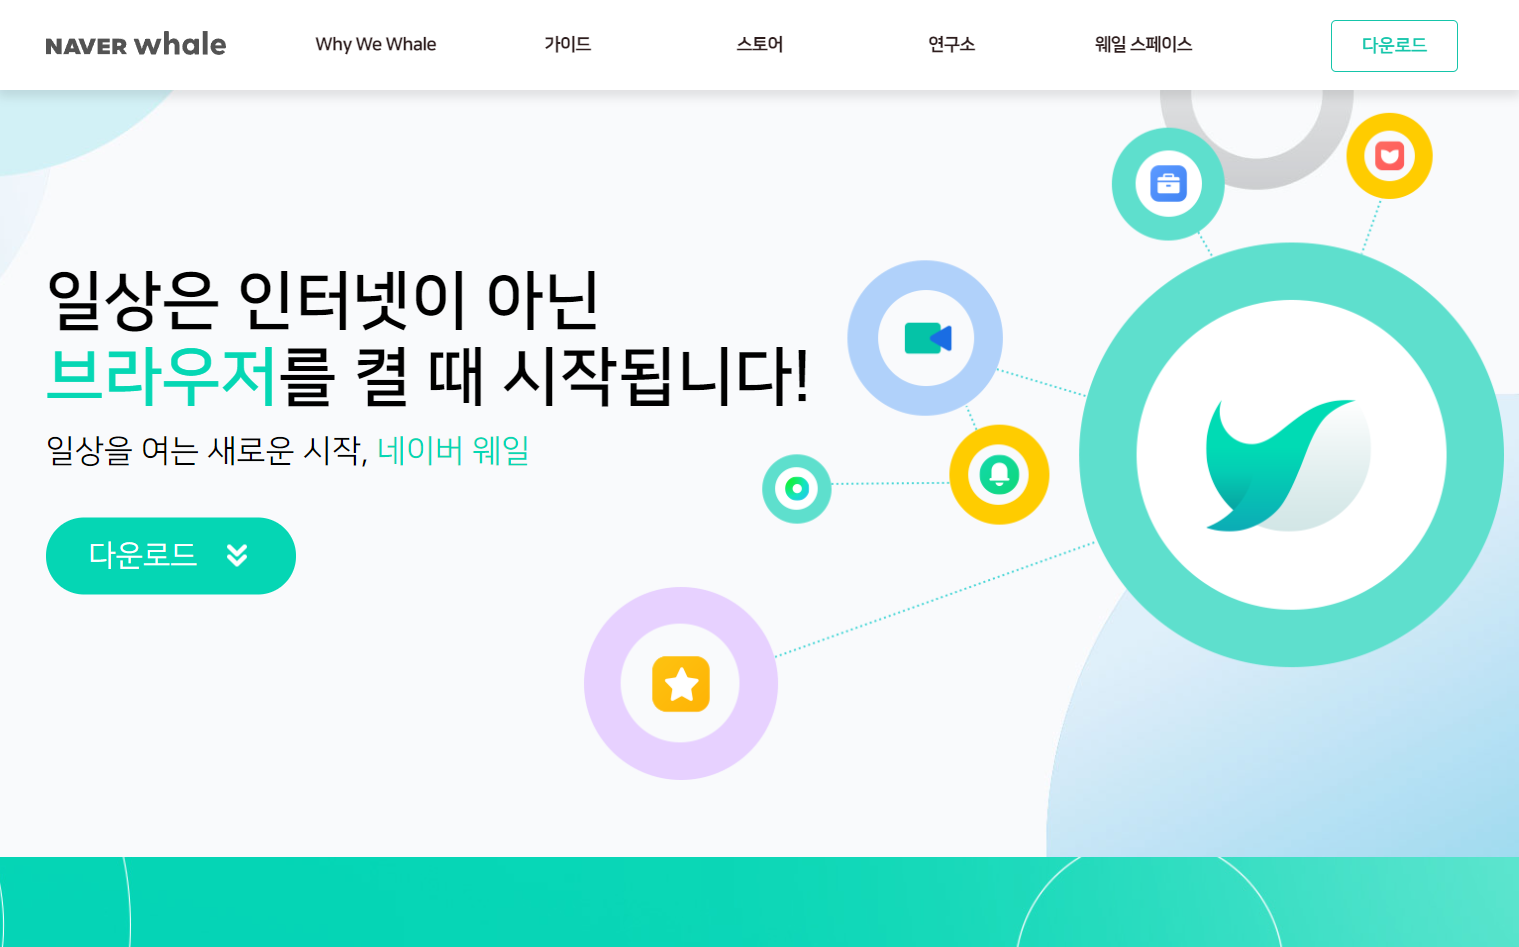 NAVER whale
Why We Whale
가이드
스토어
연구소
웨일 스페이스
다운로드
일상은 인터넷이 아닌
브라우저를 켤 때 시작됩니다!
일상을 여는 새로운 시작, 네이버 웨일
다운로드